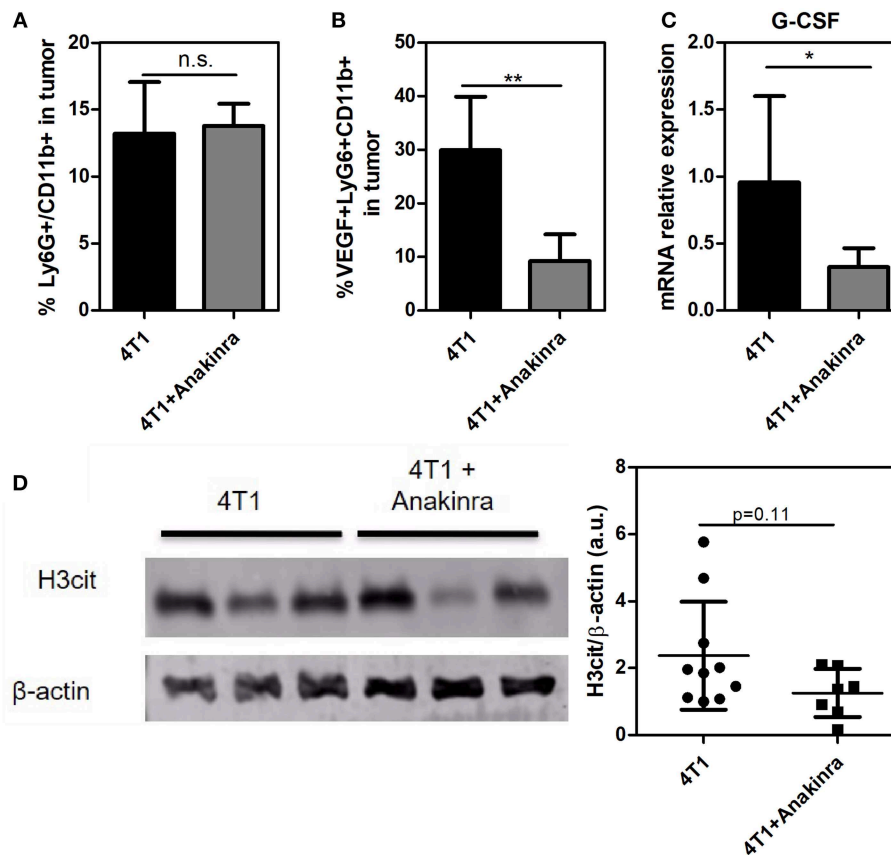 A
% Ly6G+/CD11b+ in tumor
20
15
10
5
0
n.s.
4T1
4T1+Anakinra
B
%VEGF+LyG6+CD11b+
in tumor
50
40
30
20
10
0
**
4T1
4T1+Anakinra
C
G-CSF
mRNA relative expression
2.0
1.5
1.0
0.5
0.0
*
4T1
4T1+Anakinra
D
4T1
4T1 +
Anakinra
H3cit
β-actin
H3cit/β-actin (a.u.)
8
6
4
2
0
p=0.11
4T1
4T1+Anakinra